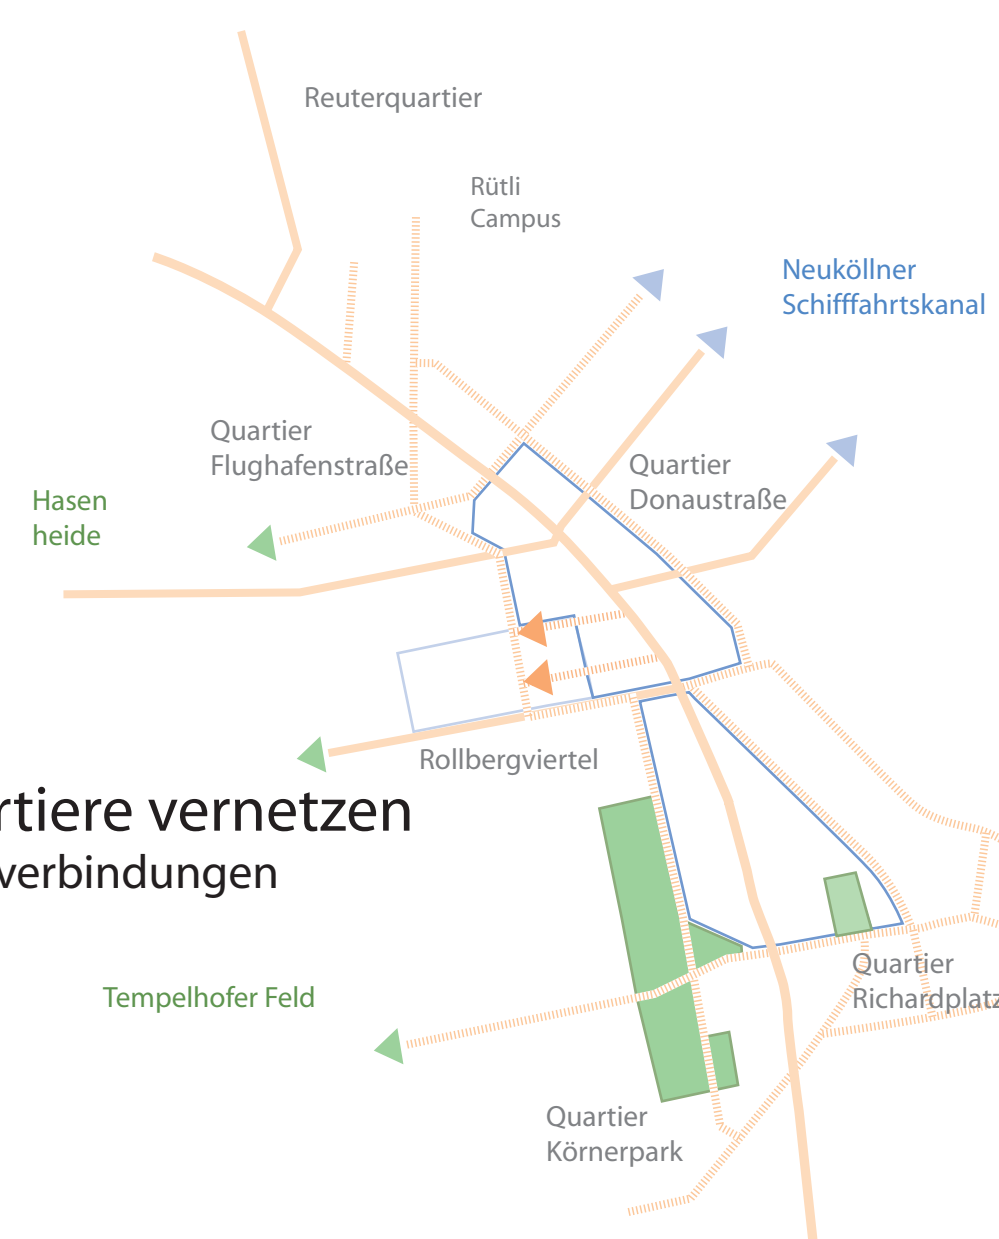 Reuterquartier
Rütli
Campus
Neuköllner
Schifffahrtskanal
Quartier
Flughafenstraße
Quartier
Donaustraße
Hasen
heide
Rollbergviertel
rtiere vernetzen
verbindungen
Quartier
Richardplatz
Tempelhofer Feld
Quartier
Körnerpark